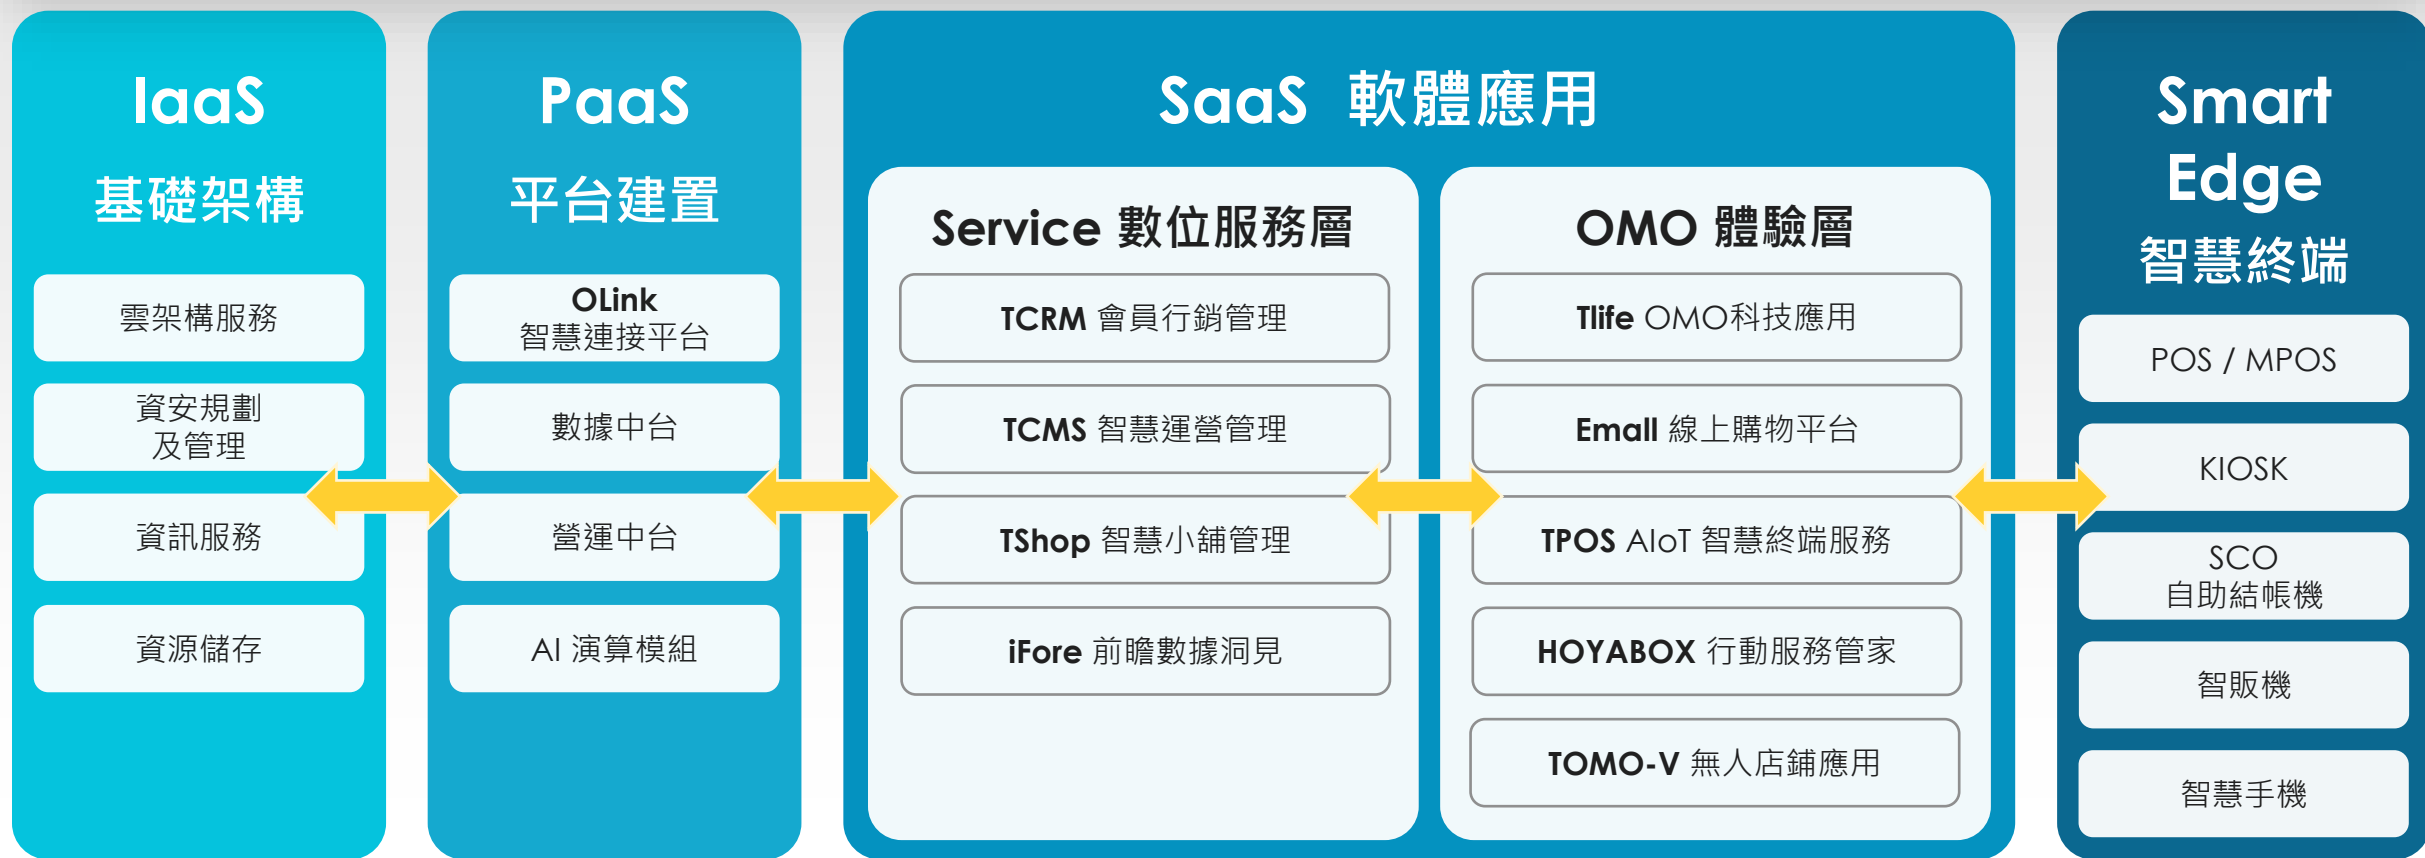 IaaS
基礎架構
雲架構服務
資安規劃
及管理
資訊服務
資源儲存
PaaS
平台建置
OLink
智慧連接平台
數據中台
營運中台
AI 演算模組
SaaS 軟體應用
Service 數位服務層
TCRM 會員行銷管理
TCMS 智慧運營管理
TShop 智慧小舖管理
iFore 前瞻數據洞見
OMO 體驗層
Tlife OMO科技應用
Emall 線上購物平台
TPOS AIoT 智慧終端服務
HOYABOX 行動服務管家
TOMO-V 無人店鋪應用
Smart
Edge
智慧終端
POS / MPOS
KIOSK
SCO
自助結帳機
智販機
智慧手機